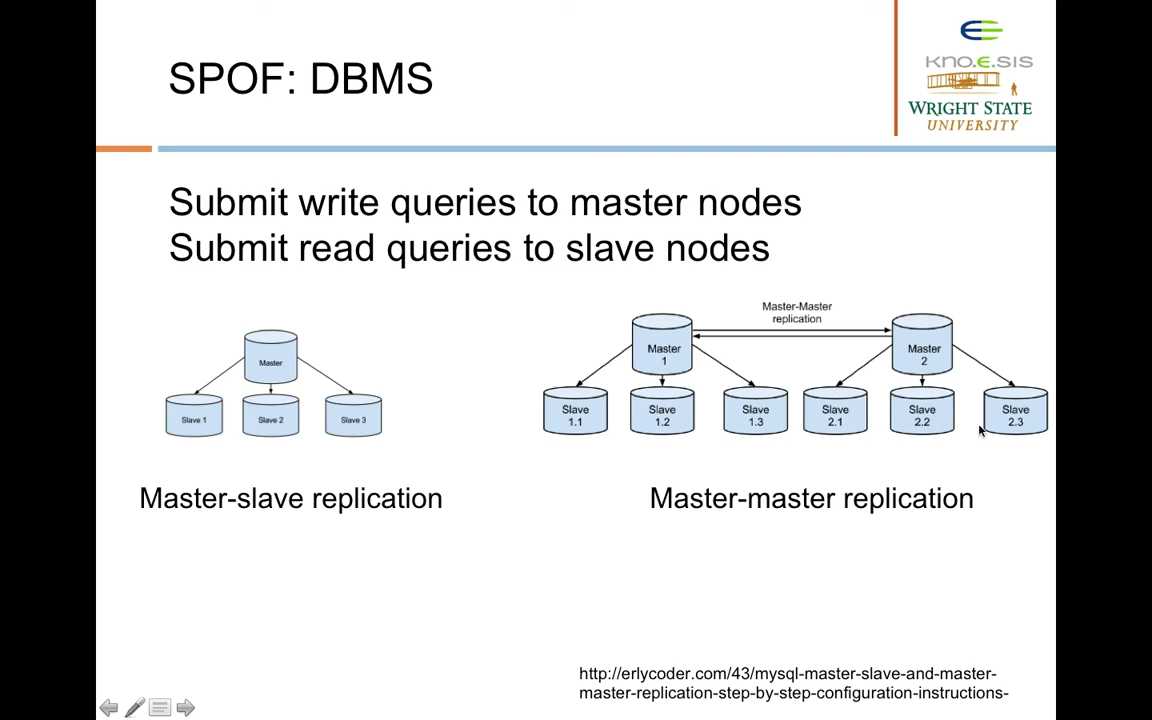 SPOF: DBMS
kno.e.sis
WRIGHT STATE
UNIVERSITY
Submit write queries to master nodes
Submit read queries to slave nodes
Master
Slave 1
Slave 2
Slave 3
Master-Master
replication
Master
1
Master
2
Slave
1.1
Slave
1.2
Slave
1.3
Slave
2.1
Slave
2.2
Slave
2.3
Master-slave replication
Master-master replication
http://erlycoder.com/43/mysql-master-slave-and-master-
master-replication-step-by-step-configuration-instructions-